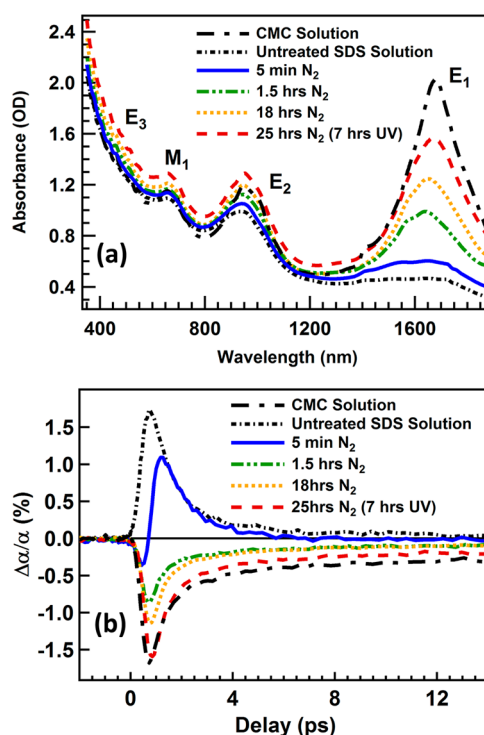 CMC Solution
Untreated SDS Solution
5 min N₂
1.5 hrs N₂
18 hrs N₂
25 hrs N₂ (7 hrs UV)
E₁
E₃
M₁
E₂
(a)
Absorbance (OD)
2.4
2.0
1.6
1.2
0.8
0.4
400 800 1200 1600
Wavelength (nm)
CMC Solution
Untreated SDS Solution
5 min N₂
1.5 hrs N₂
18hrs N₂
25hrs N₂ (7 hrs UV)
(b)
Δα/α (%)
1.5
1.0
0.5
0.0
-0.5
-1.0
-1.5
0 4 8 12
Delay (ps)